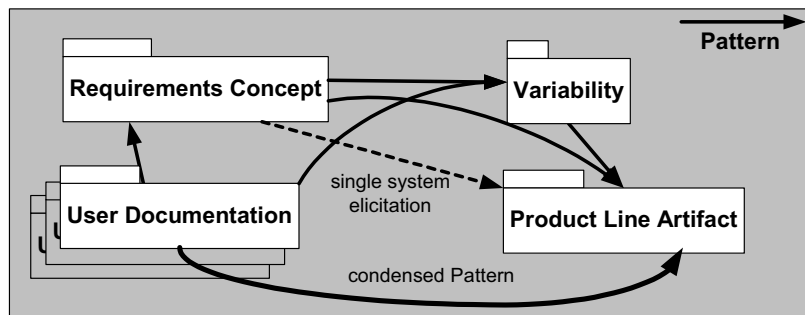 Pattern
Requirements Concept
Variability
single system
elicitation
U
U
User Documentation
Product Line Artifact
condensed Pattern